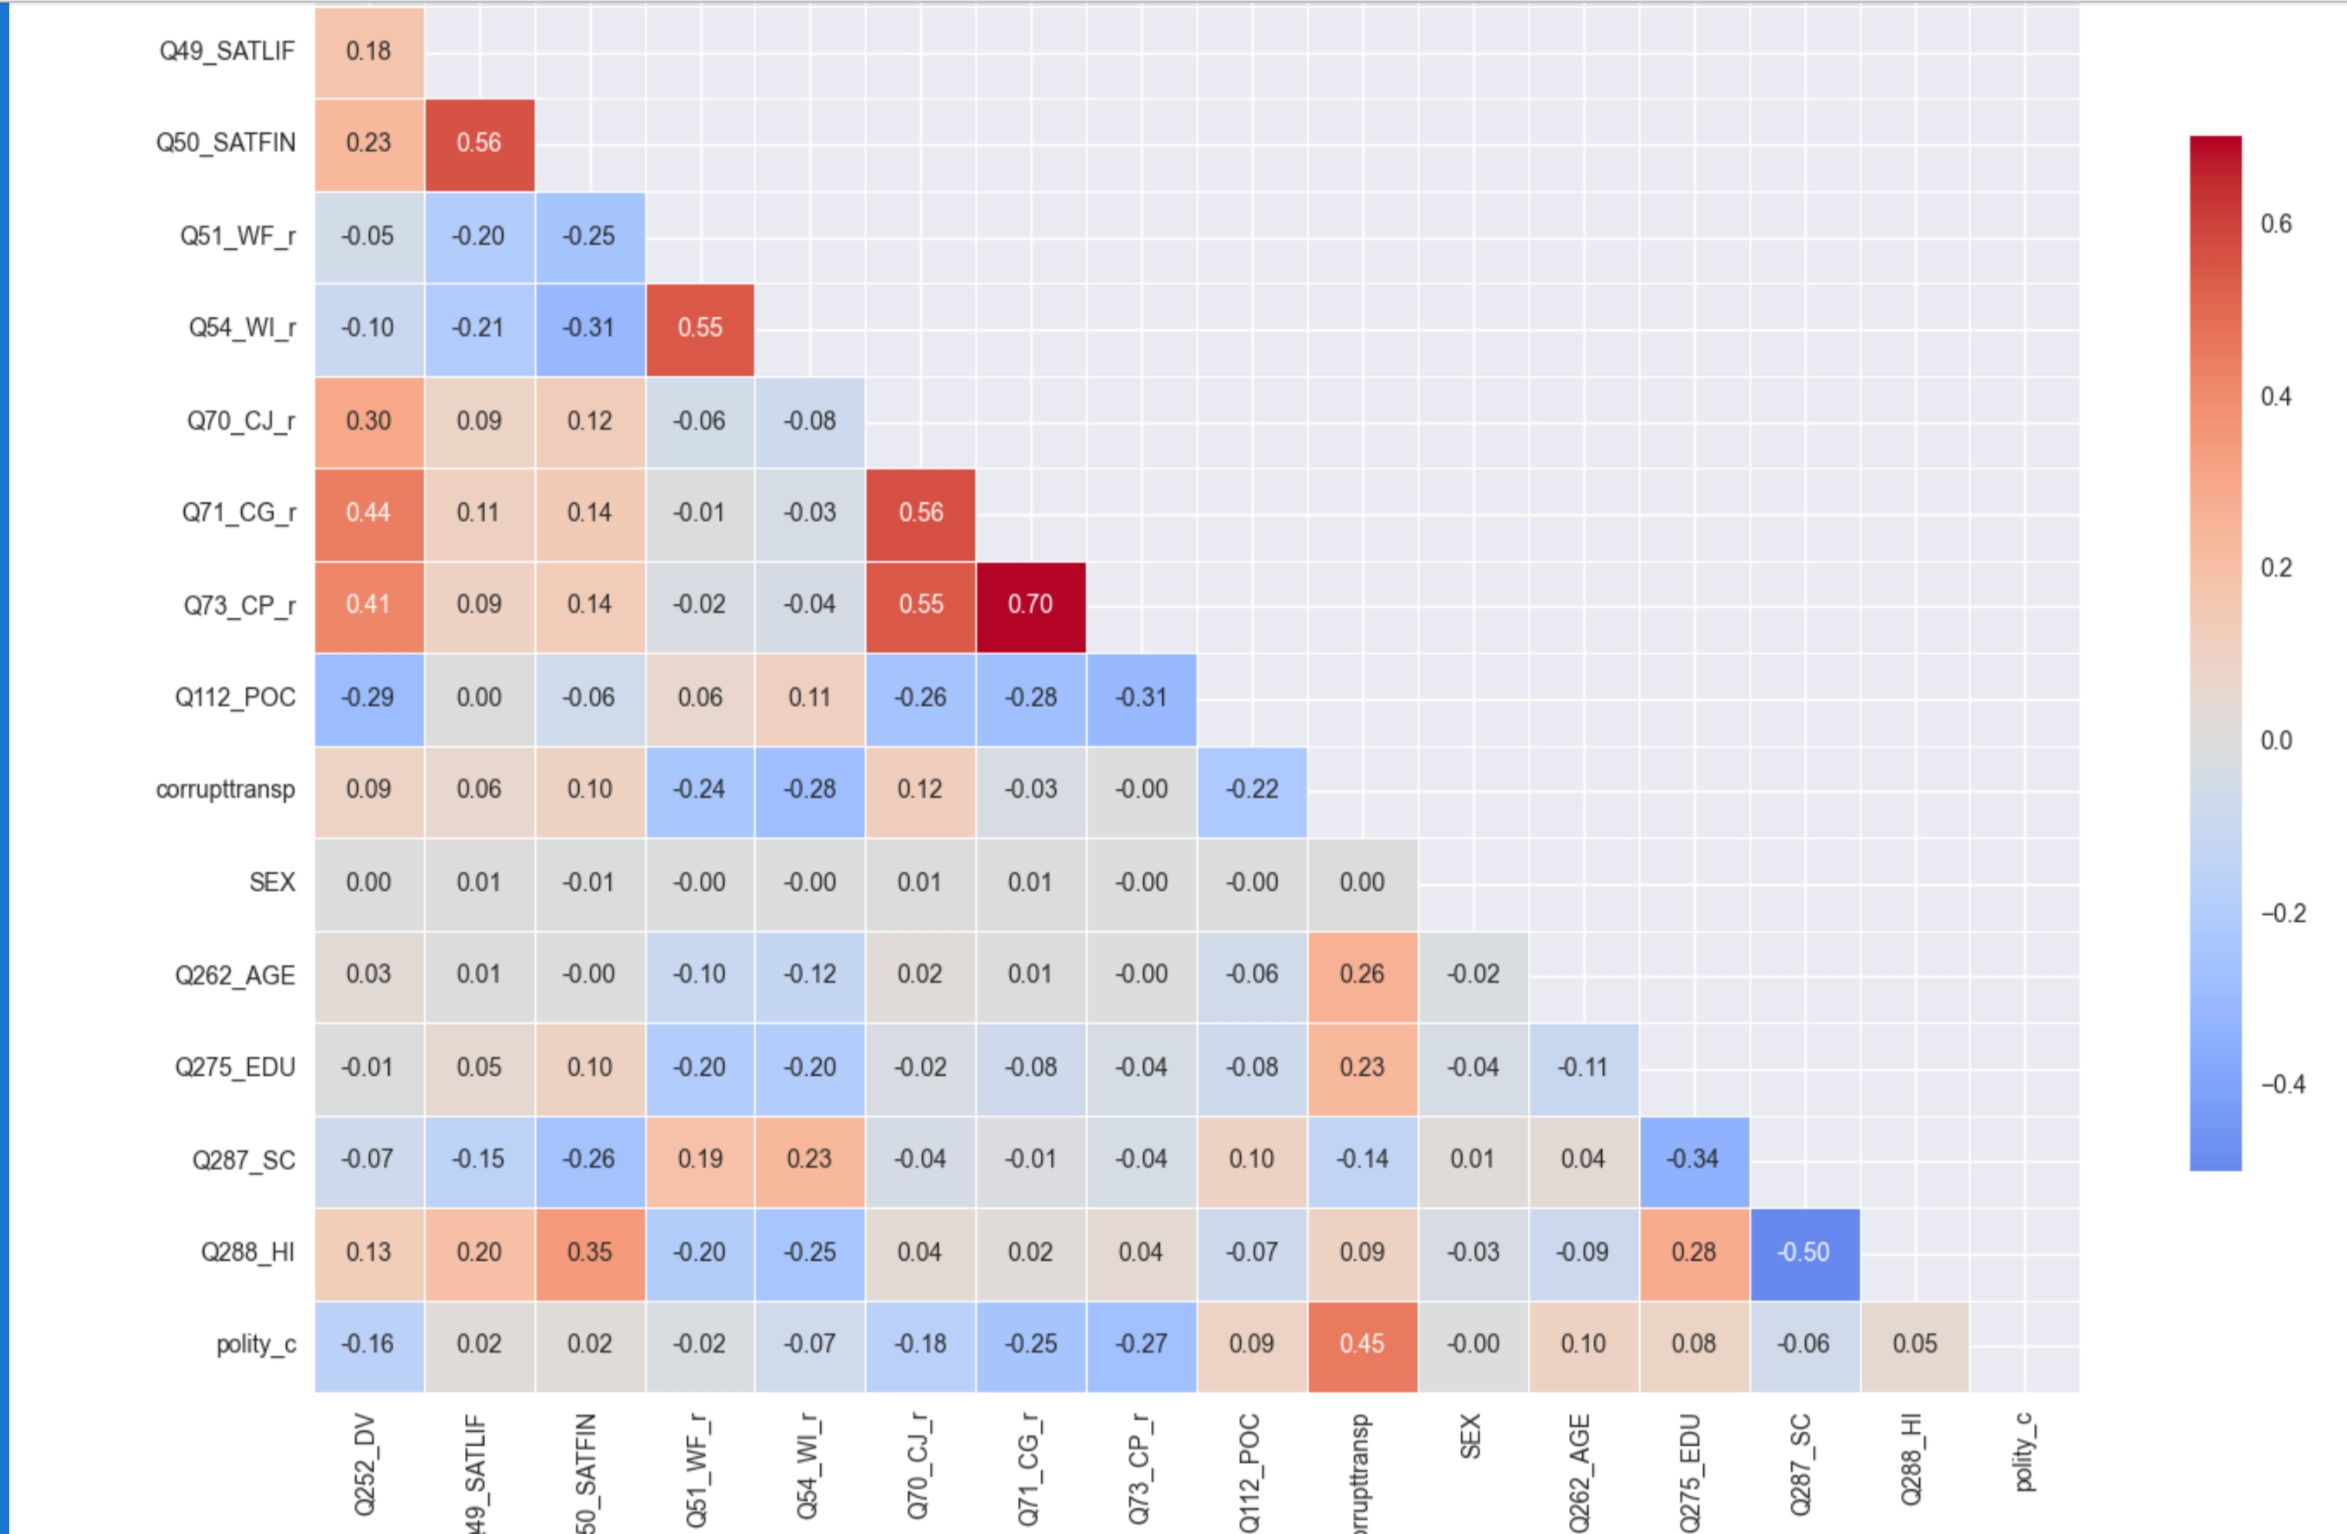 Q49_SATLIF 0.18
Q50_SATFIN 0.23 0.56
Q51_WF_r -0.05 -0.20 -0.25
Q54_WI_r -0.10 -0.21 -0.31 0.55
Q70_CJ_r 0.30 0.09 0.12 -0.06 -0.08
Q71_CG_r 0.44 0.11 0.14 -0.01 -0.03 0.56
Q73_CP_r 0.41 0.09 0.14 -0.02 -0.04 0.55 0.70
Q112_POC -0.29 0.00 -0.06 0.06 0.11 -0.26 -0.28 -0.31
corrupttransp 0.09 0.06 0.10 -0.24 -0.28 0.12 -0.03 -0.00 -0.22
SEX 0.00 0.01 -0.01 -0.00 -0.00 0.01 0.01 -0.00 -0.00 0.00
Q262_AGE 0.03 0.01 -0.00 -0.10 -0.12 0.02 0.01 -0.00 -0.06 0.26 -0.02
Q275_EDU -0.01 0.05 0.10 -0.20 -0.20 -0.02 -0.08 -0.04 -0.08 0.23 -0.04 -0.11
Q287_SC -0.07 -0.15 -0.26 0.19 0.23 -0.04 -0.01 -0.04 0.10 -0.14 0.01 0.04 -0.34
Q288_HI 0.13 0.20 0.35 -0.20 -0.25 0.04 0.02 0.04 -0.07 0.09 -0.03 -0.09 0.28 -0.50
polity_c -0.16 0.02 0.02 -0.02 -0.07 -0.18 -0.25 -0.27 0.09 0.45 -0.00 0.10 0.08 -0.06 0.05
Q252_DV
49_SATLIF
50_SATFIN
Q51_WF_r
Q54_WI_r
Q70_CJ_r
Q71_CG_r
Q73_CP_r
Q112_POC
rrupttransp
SEX
Q262_AGE
Q275_EDU
Q287_SC
Q288_HI
polity_c
0.6
0.4
0.2
0.0
−0.2
−0.4